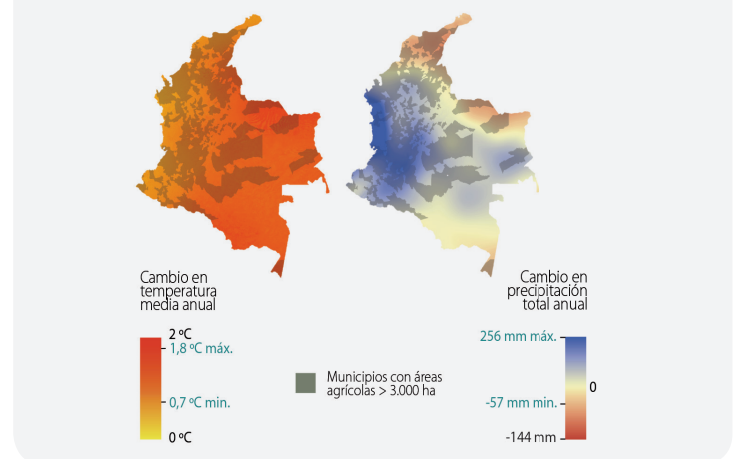 Cambio en
temperatura
media anual
2 ºC
1,8 ºC máx.
0,7 ºC min.
0 ºC
Municipios con áreas
agrícolas > 3.000 ha
Cambio en
precipitación
total anual
256 mm máx.
0
-57 mm min.
-144 mm